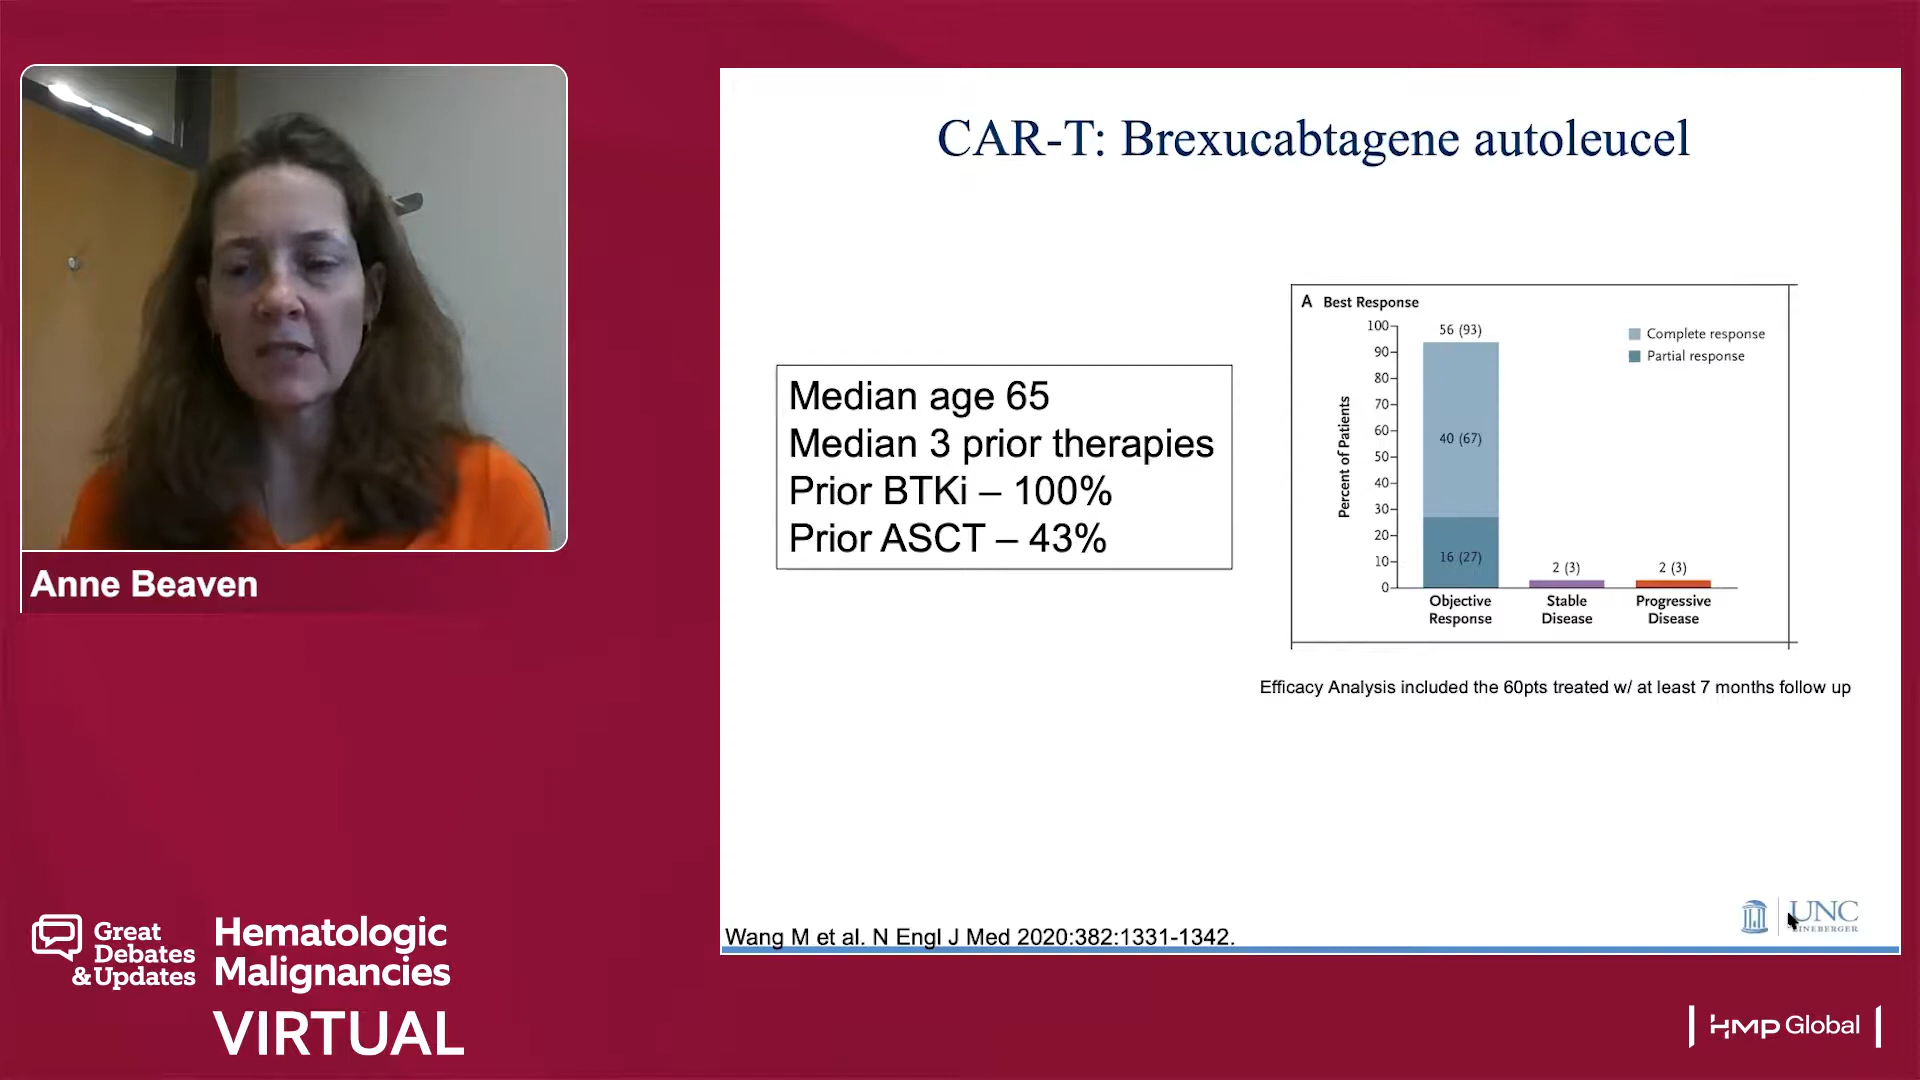 CAR-T: Brexucabtagene autoleucel
Median age 65
Median 3 prior therapies
Prior BTKi – 100%
Prior ASCT – 43%
A Best Response
Complete response
Partial response
Percent of Patients
100
90
80
70
60
50
40
30
20
10
0
56 (93)
40 (67)
16 (27)
2 (3)
2 (3)
Objective
Response
Stable
Disease
Progressive
Disease
Efficacy Analysis included the 60pts treated w/ at least 7 months follow up
Wang M et al. N Engl J Med 2020:382:1331-1342.
UNC
Anne Beaven
Great
Debates
&Updates
Hematologic
Malignancies
VIRTUAL
HMP Global